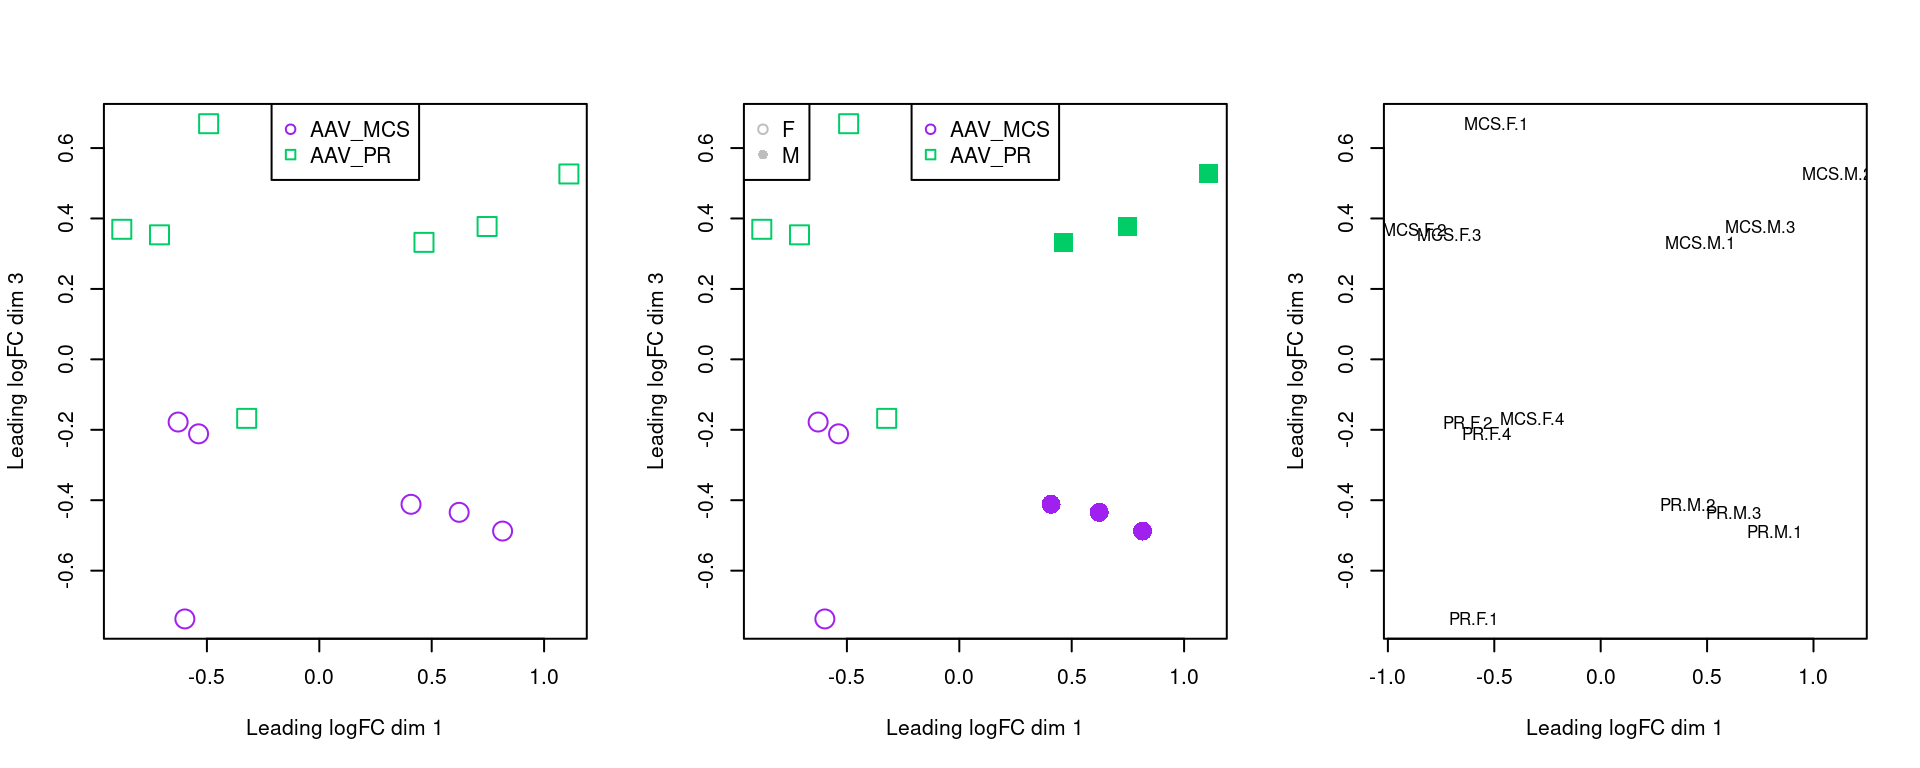 AAV_MCS
AAV_PR
Leading logFC dim 3
0.6
0.4
0.2
0.0
-0.2
-0.4
-0.6
-0.5
0.0
0.5
1.0
Leading logFC dim 1
F
M
AAV_MCS
AAV_PR
Leading logFC dim 3
0.6
0.4
0.2
0.0
-0.2
-0.4
-0.6
-0.5
0.0
0.5
1.0
Leading logFC dim 1
Leading logFC dim 3
0.6
0.4
0.2
0.0
-0.2
-0.4
-0.6
MCS.F.1
MCS.M.2
MCS.F.2
MCS.F.3
MCS.M.3
MCS.M.1
PR.F.2
MCS.F.4
PR.F.4
PR.M.2
PR.M.3
PR.M.1
PR.F.1
-1.0
-0.5
0.0
0.5
1.0
Leading logFC dim 1